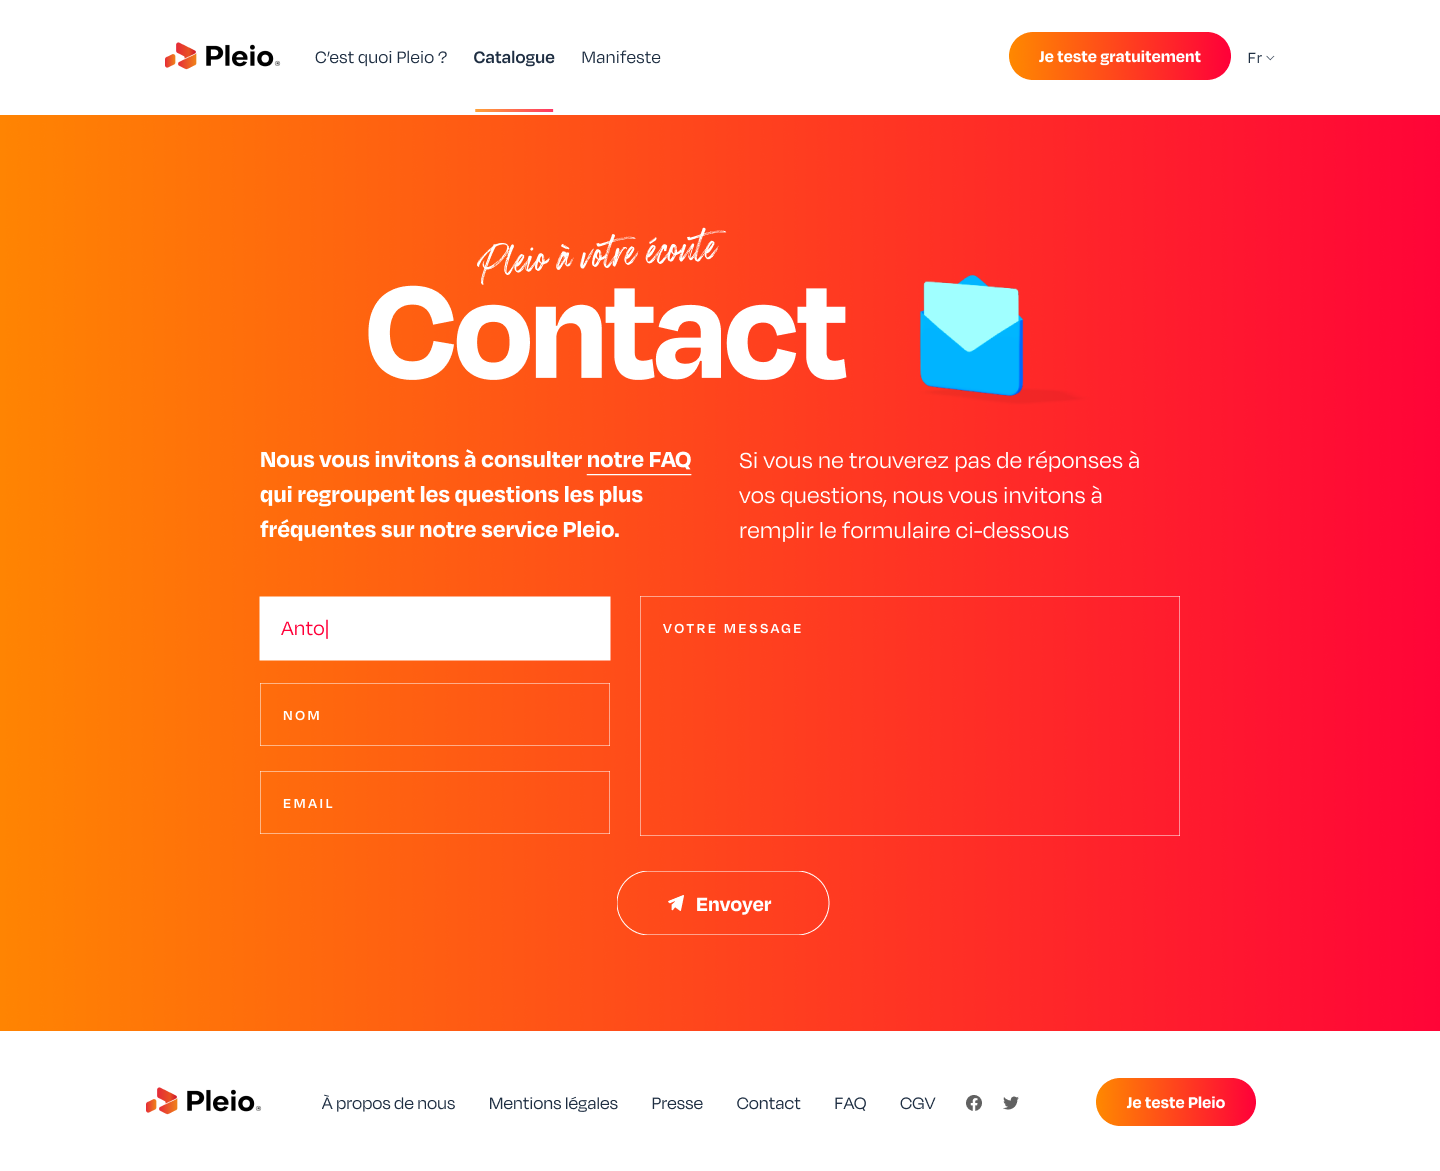 Pleio®
C'est quoi Pleio ?
Catalogue
Manifeste
Je teste gratuitement
Fr
Pleio à votre écoute
Contact
Nous vous invitons à consulter notre FAQ
qui regroupent les questions les plus
fréquentes sur notre service Pleio.
Si vous ne trouverez pas de réponses à
vos questions, nous vous invitons à
remplir le formulaire ci-dessous
Anto
NOM
EMAIL
VOTRE MESSAGE
Envoyer
Pleio®
À propos de nous
Mentions légales
Presse
Contact
FAQ
CGV
Je teste Pleio